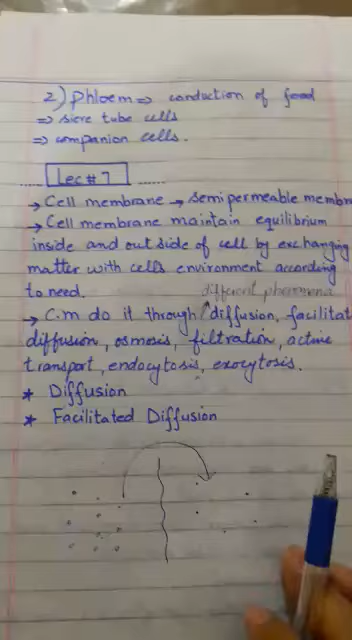 2) Phloem => conduction of food
=> sieve tube cells
=> companion cells.
Lec # 7
→ Cell membrane → semipermeable membr
→ Cell membrane maintain equilibrium
inside and outside of cell by exchanging
matter with cells environment according
to need. different phenomena
→ C.m do it through / diffusion, facilitat
diffusion, osmosis, filtration, active
transport, endocytosis, exocytosis.
* Diffusion
* Facilitated Diffusion